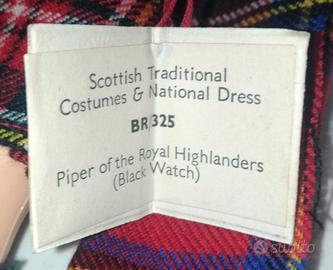 Scottish Traditional
Costumes & National Dress
BR/325
Piper of the Royal Highlanders
(Black Watch)
subito